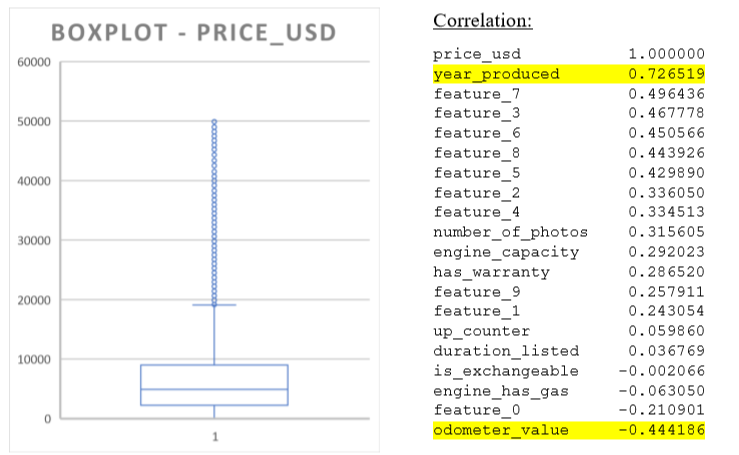 BOXPLOT - PRICE_USD
60000
50000
40000
30000
20000
10000
0
1
Correlation:
price_usd 1.000000
year_produced 0.726519
feature_7 0.496436
feature_3 0.467778
feature_6 0.450566
feature_8 0.443926
feature_5 0.429890
feature_2 0.336050
feature_4 0.334513
number_of_photos 0.315605
engine_capacity 0.292023
has_warranty 0.286520
feature_9 0.257911
feature_1 0.243054
up_counter 0.059860
duration_listed 0.036769
is_exchangeable -0.002066
engine_has_gas -0.063050
feature_0 -0.210901
odometer_value -0.444186